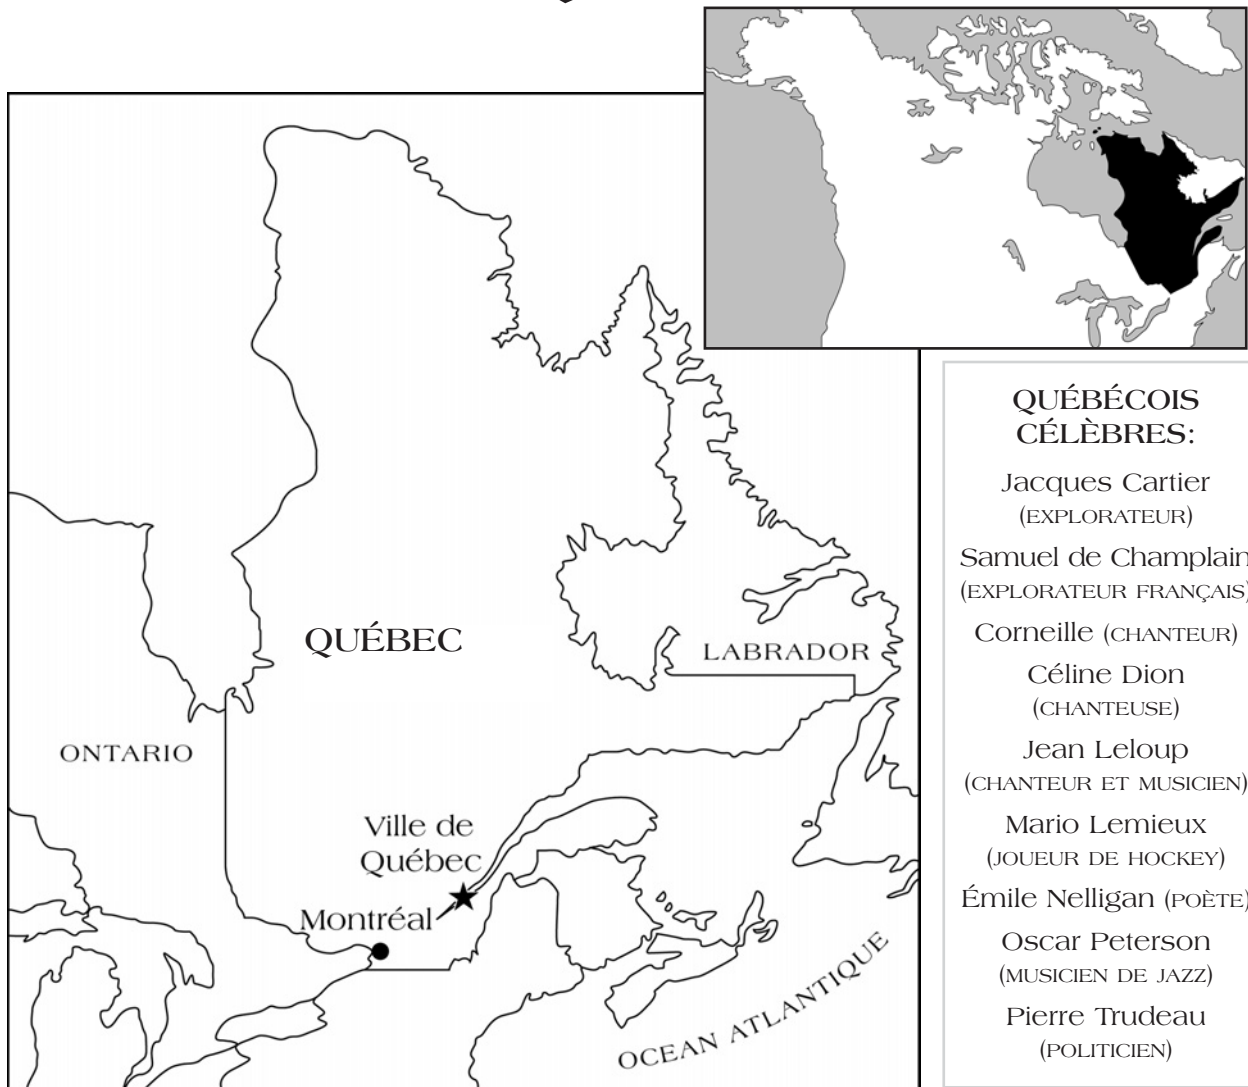 QUÉBEC
LABRADOR
ONTARIO
Ville de
Québec
Montréal
OCEAN ATLANTIQUE
QUÉBÉCOIS
CÉLÈBRES:
Jacques Cartier
(EXPLORATEUR)
Samuel de Champlain
(EXPLORATEUR FRANÇAIS)
Corneille (CHANTEUR)
Céline Dion
(CHANTEUSE)
Jean Leloup
(CHANTEUR ET MUSICIEN)
Mario Lemieux
(JOUEUR DE HOCKEY)
Émile Nelligan (POÈTE)
Oscar Peterson
(MUSICIEN DE JAZZ)
Pierre Trudeau
(POLITICIEN)